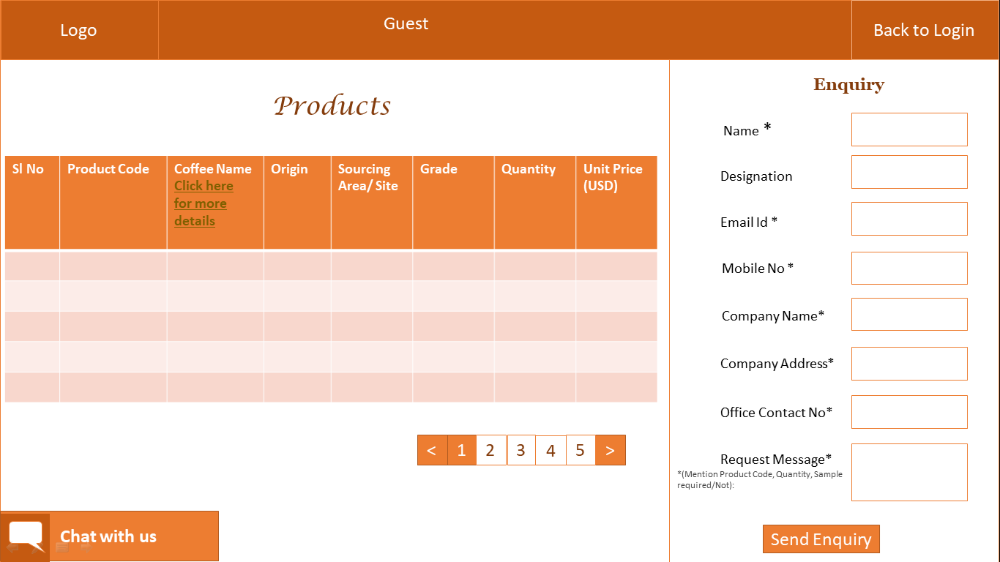 Logo
Guest
Back to Login
Products
Sl No
Product Code
Coffee Name
Click here
for more
details
Origin
Sourcing
Area/ Site
Grade
Quantity
Unit Price
(USD)
< 1 2 3 4 5 >
Chat with us
Enquiry
Name *
Designation
Email Id *
Mobile No *
Company Name*
Company Address*
Office Contact No*
Request Message*
*(Mention Product Code, Quantity, Sample
required/Not):
Send Enquiry